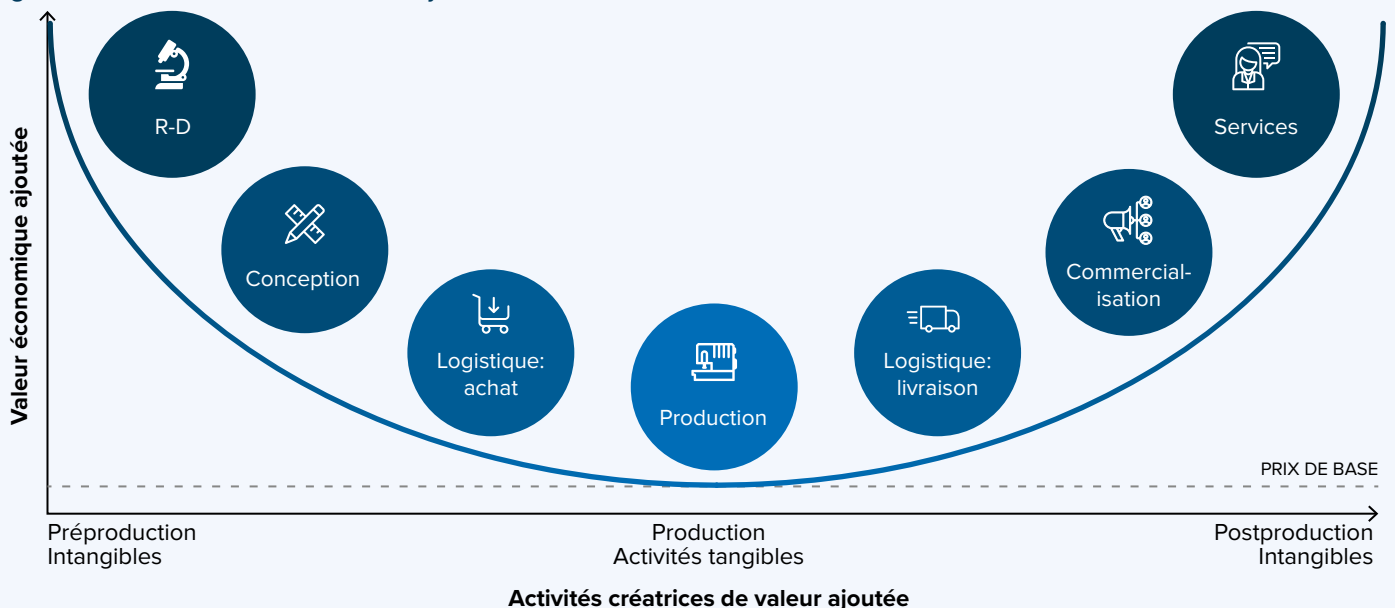 R-D
Services
Conception
Commercial-
isation
Logistique:
achat
Logistique:
livraison
Production
Valeur économique ajoutée
PRIX DE BASE
Préproduction
Intangibles
Production
Activités tangibles
Postproduction
Intangibles
Activités créatrices de valeur ajoutée